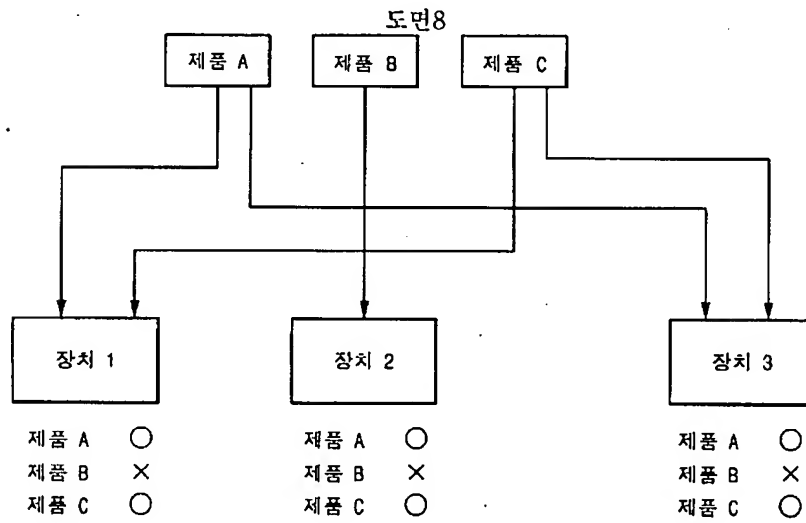 도면8
제품 A 제품 B 제품 C
장치 1 장치 2 장치 3
제품 A ○ 제품 A ○ 제품 A ○
제품 B × 제품 B × 제품 B ×
제품 C ○ 제품 C ○ 제품 C ○